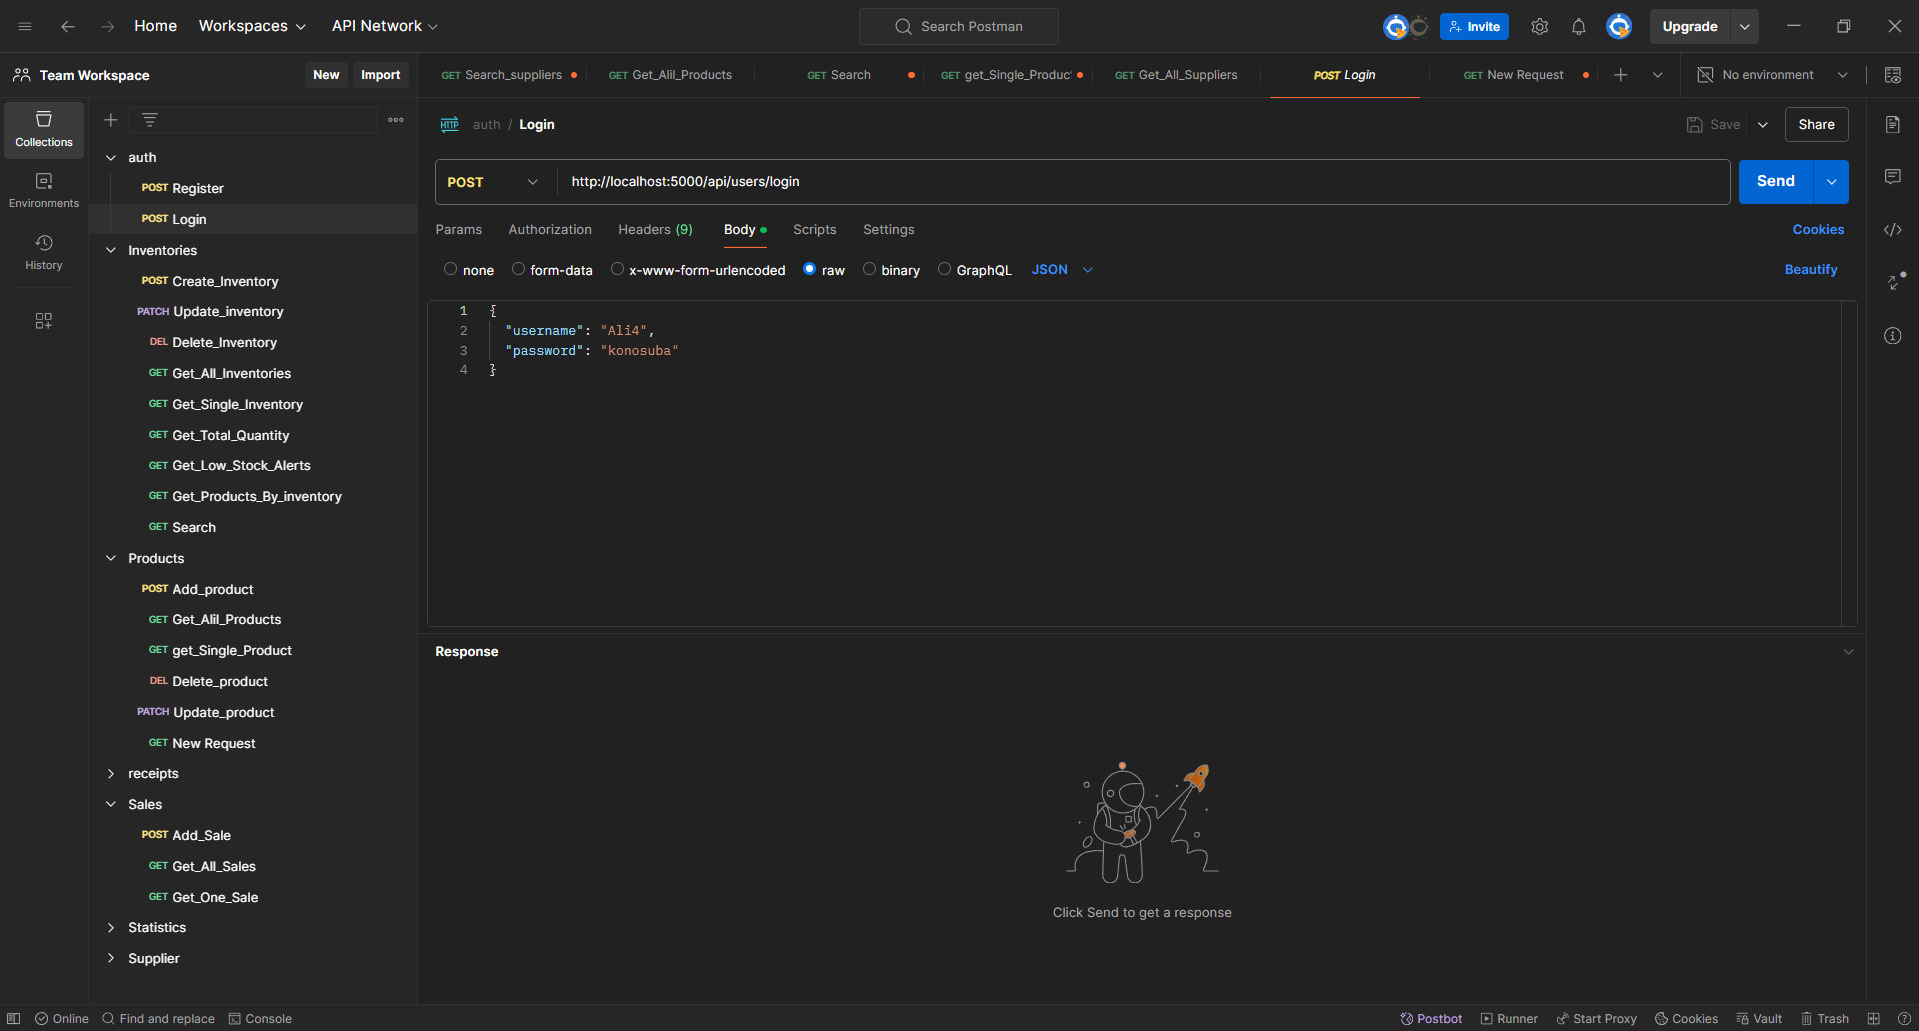 Home Workspaces API Network Search Postman Invite Upgrade
Team Workspace New Import GET Search_suppliers GET Get_Alil_Products GET Search GET get_Single_Product GET Get_All_Suppliers POST Login GET New Request No environment
Collections
Environments
History
auth
POST Register
POST Login
Inventories
POST Create_Inventory
PATCH Update_inventory
DEL Delete_Inventory
GET Get_All_Inventories
GET Get_Single_Inventory
GET Get_Total_Quantity
GET Get_Low_Stock_Alerts
GET Get_Products_By_inventory
GET Search
Products
POST Add_product
GET Get_Alil_Products
GET get_Single_Product
DEL Delete_product
PATCH Update_product
GET New Request
receipts
Sales
POST Add_Sale
GET Get_All_Sales
GET Get_One_Sale
Statistics
Supplier
HTTP auth / Login Save Share
POST http://localhost:5000/api/users/login Send
Params Authorization Headers (9) Body Scripts Settings Cookies
none form-data x-www-form-urlencoded raw binary GraphQL JSON Beautify
1 {
2 "username": "Ali4",
3 "password": "konosuba"
4 }
Response
Click Send to get a response
Online Find and replace Console Postbot Runner Start Proxy Cookies Vault Trash